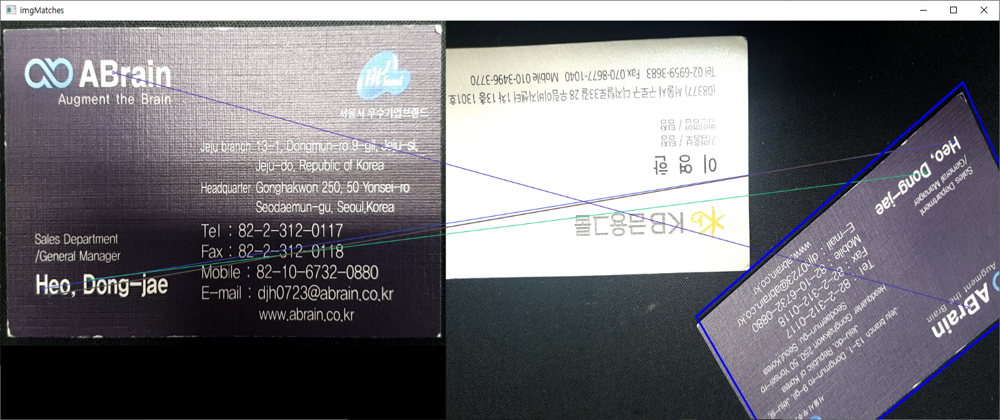 imgMatches
ABrain
Augment the Brain
Hi Seoul
서울시 우수기업브랜드
Jeju branch 13-1, Dongmun-ro 9-gil, Jeju-si,
Jeju-do, Republic of Korea
Headquarter Gonghakwon 250, 50 Yonsei-ro
Seodaemun-gu, Seoul,Korea
Tel : 82-2-312-0117
Fax : 82-2-312-0118
Mobile : 82-10-6732-0880
E-mail : djh0723@abrain.co.kr
www.abrain.co.kr
Sales Department
/General Manager
Heo, Dong-jae
KB금융그룹
이 영 한
기업홍보 / 팀장
/ 팀장
(08377) 서울시 구로구 디지털로33길 28 우림이비지센터 1차 13층 1301호
Tel 02-6959-3683 Fax 070-8677-1040 Mobile 010-3496-3770
ABrain
Augment the Brain
서울시 우수
Jeju branch 13-1, Dongmun-ro 9-gil, Jeju-si,
Jeju-do, Republic of Korea
Headquarter Gonghakwon 250, 50 Yonsei-ro
Seodaemun-gu, Seoul,Korea
Tel : 82-2-312-0117
Fax : 82-2-312-0118
Mobile : 82-10-6732-0880
E-mail : djh0723@abrain.co.kr
www.abrain.co.kr
Sales Department
/General Manager
Heo, Dong-jae